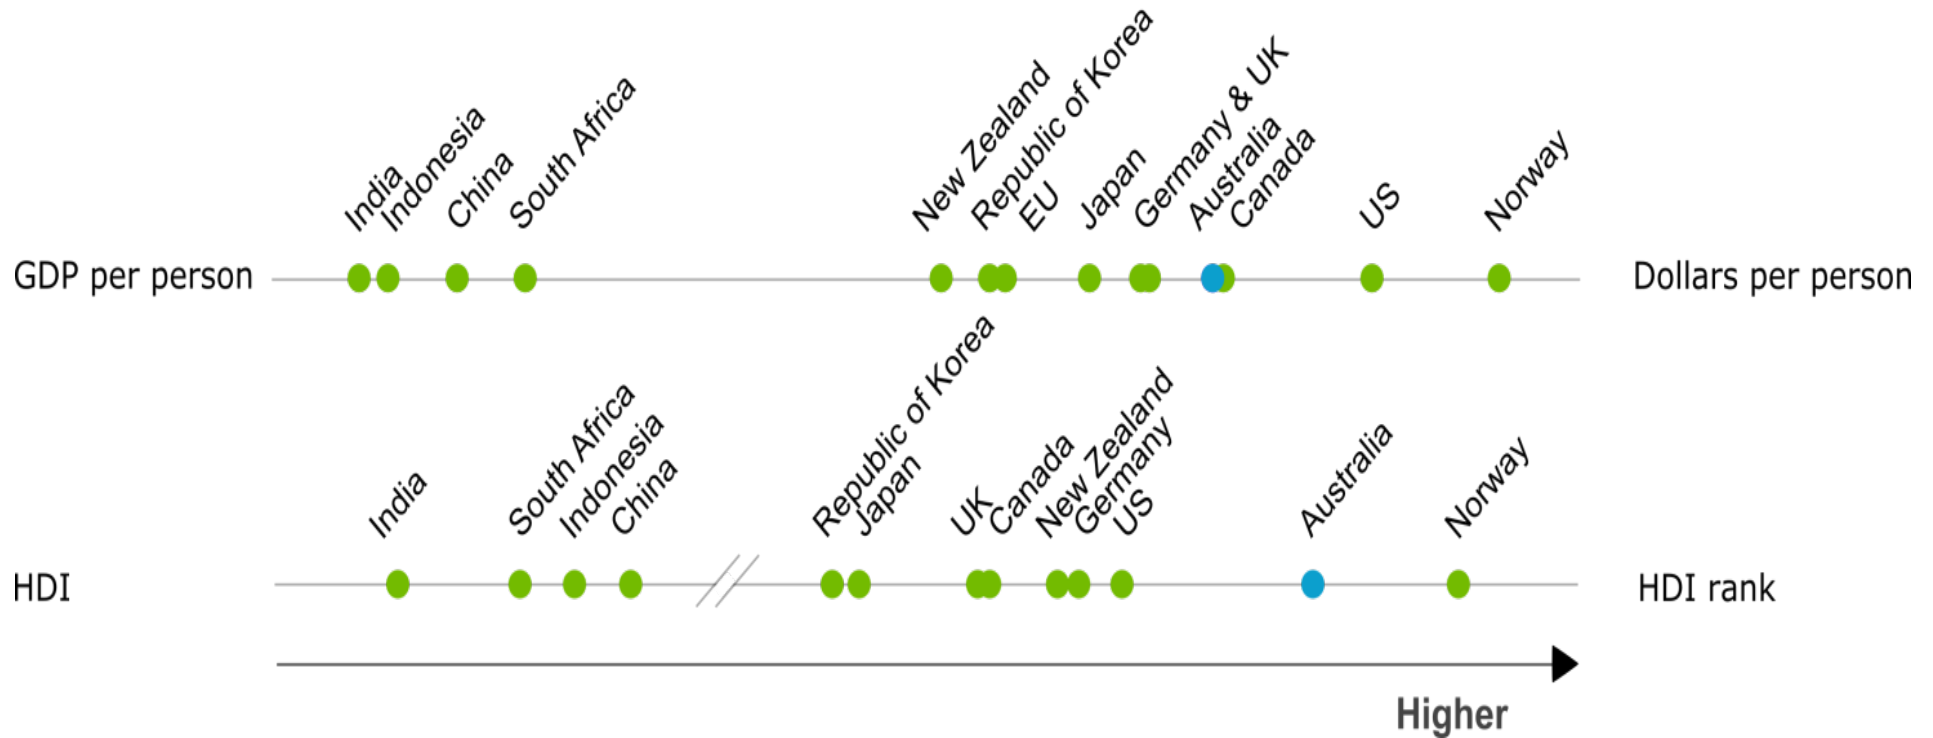 India
Indonesia
China
South Africa
New Zealand
Republic of Korea
EU
Japan
Germany & UK
Australia
Canada
US
Norway
GDP per person
Dollars per person
India
South Africa
Indonesia
China
Republic of Korea
Japan
UK
Canada
New Zealand
Germany
US
Australia
Norway
HDI
HDI rank
Higher